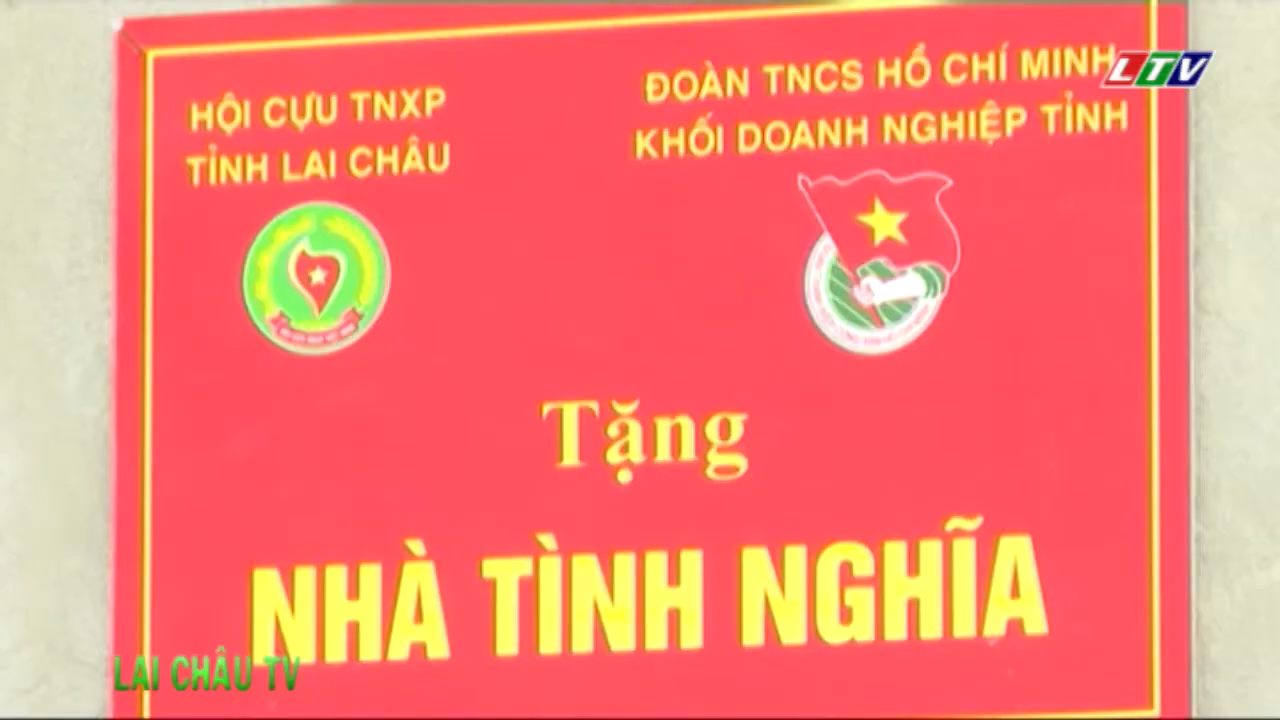 HỘI CỰU TNXP
TỈNH LAI CHÂU
ĐOÀN TNCS HỒ CHÍ MINH
KHỐI DOANH NGHIỆP TỈNH
LTV
Tặng
NHÀ TÌNH NGHĨA
LAI CHÂU TV